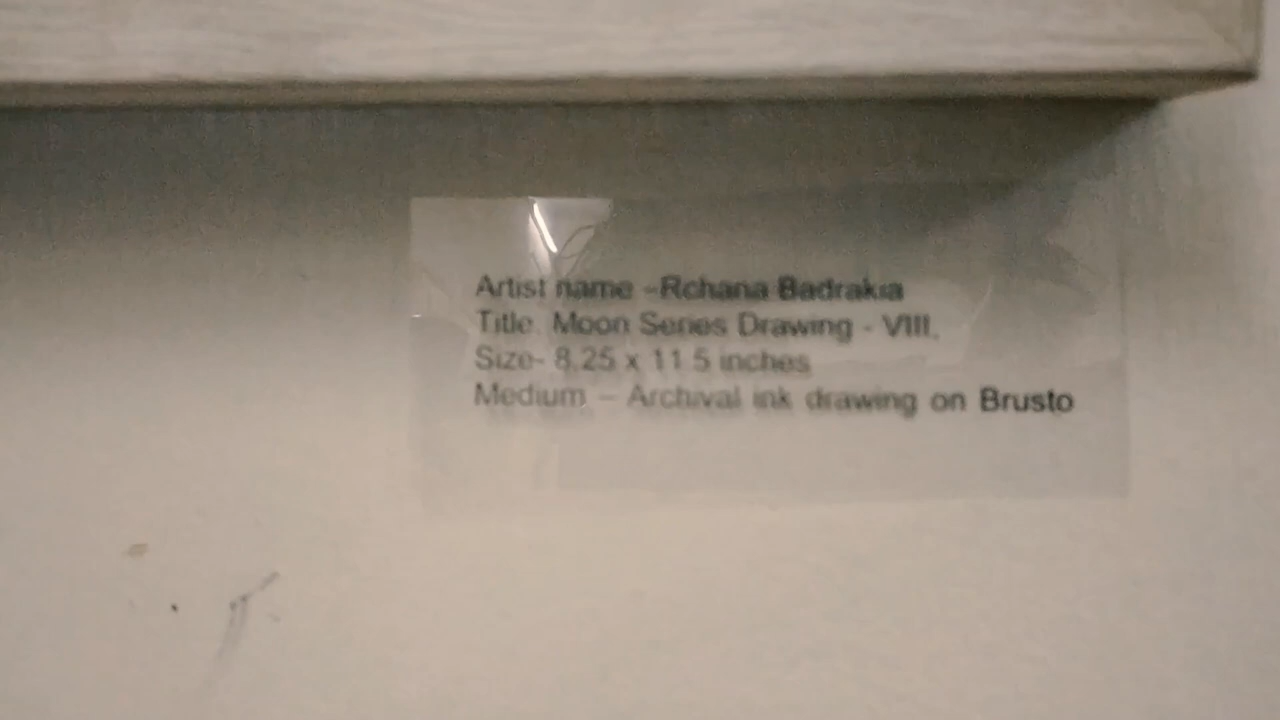 Artist name -Rchana Badrakia
Title. Moon Series Drawing - VIII.
Size- 8.25 x 11.5 inches
Medium - Archival ink drawing on Brusto